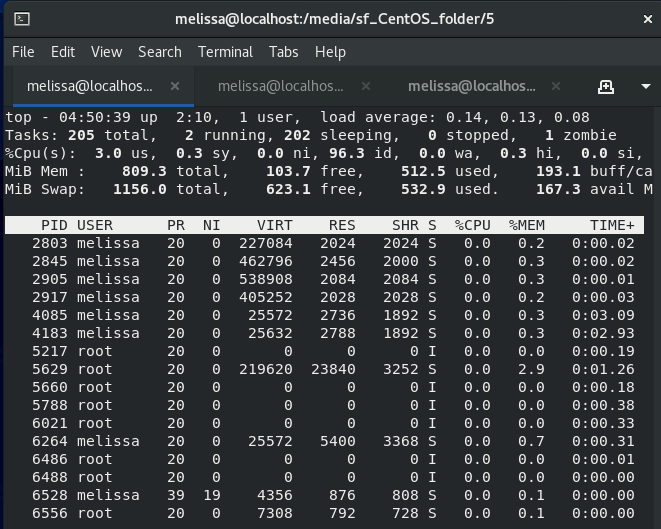 melissa@localhost:/media/sf_CentOS_folder/5
File Edit View Search Terminal Tabs Help
melissa@localhos... × melissa@localhos... × melissa@localhos... ×
top - 04:50:39 up  2:10,  1 user,  load average: 0.14, 0.13, 0.08
Tasks: 205 total,   2 running, 202 sleeping,   0 stopped,   1 zombie
%Cpu(s):  3.0 us,  0.3 sy,  0.0 ni, 96.3 id,  0.0 wa,  0.3 hi,  0.0 si,
MiB Mem :    809.3 total,    103.7 free,    512.5 used,    193.1 buff/ca
MiB Swap:   1156.0 total,    623.1 free,    532.9 used.    167.3 avail M
PID USER      PR  NI    VIRT    RES    SHR S  %CPU  %MEM     TIME+
2803 melissa   20   0  227084   2024   2024 S   0.0   0.2   0:00.02
2845 melissa   20   0  462796   2456   2000 S   0.0   0.3   0:00.02
2905 melissa   20   0  538908   2084   2084 S   0.0   0.3   0:00.01
2917 melissa   20   0  405252   2028   2028 S   0.0   0.2   0:00.03
4085 melissa   20   0   25572   2736   1892 S   0.0   0.3   0:03.09
4183 melissa   20   0   25632   2788   1892 S   0.0   0.3   0:02.93
5217 root      20   0       0      0      0 I   0.0   0.0   0:00.19
5629 root      20   0  219620  23840   3252 S   0.0   2.9   0:01.26
5660 root      20   0       0      0      0 I   0.0   0.0   0:00.18
5788 root      20   0       0      0      0 I   0.0   0.0   0:00.38
6021 root      20   0       0      0      0 I   0.0   0.0   0:00.33
6264 melissa   20   0   25572   5400   3368 S   0.0   0.7   0:00.31
6486 root      20   0       0      0      0 I   0.0   0.0   0:00.01
6488 root      20   0       0      0      0 I   0.0   0.0   0:00.00
6528 melissa   39  19    4356    876    808 S   0.0   0.1   0:00.00
6556 root      20   0    7308    792    728 S   0.0   0.1   0:00.00